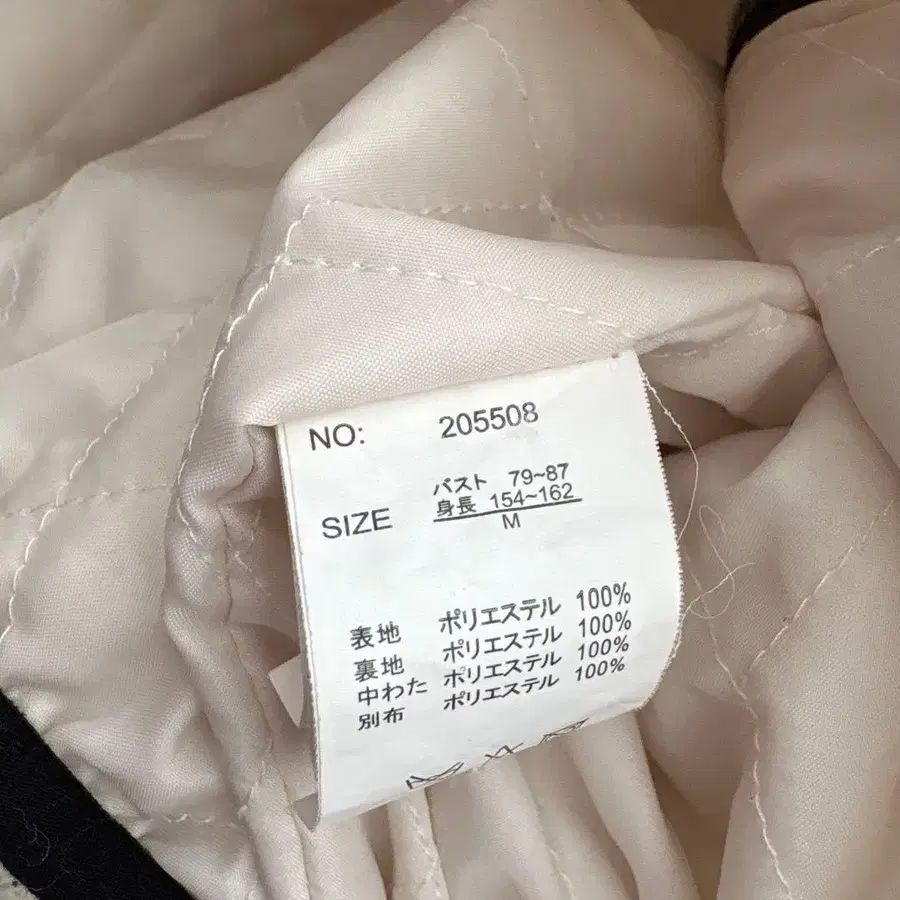 NO: 205508
バスト 79~87
SIZE 身長 154~162
M
表地 ポリエステル 100%
裏地 ポリエステル 100%
中わた ポリエステル 100%
別布 ポリエステル 100%